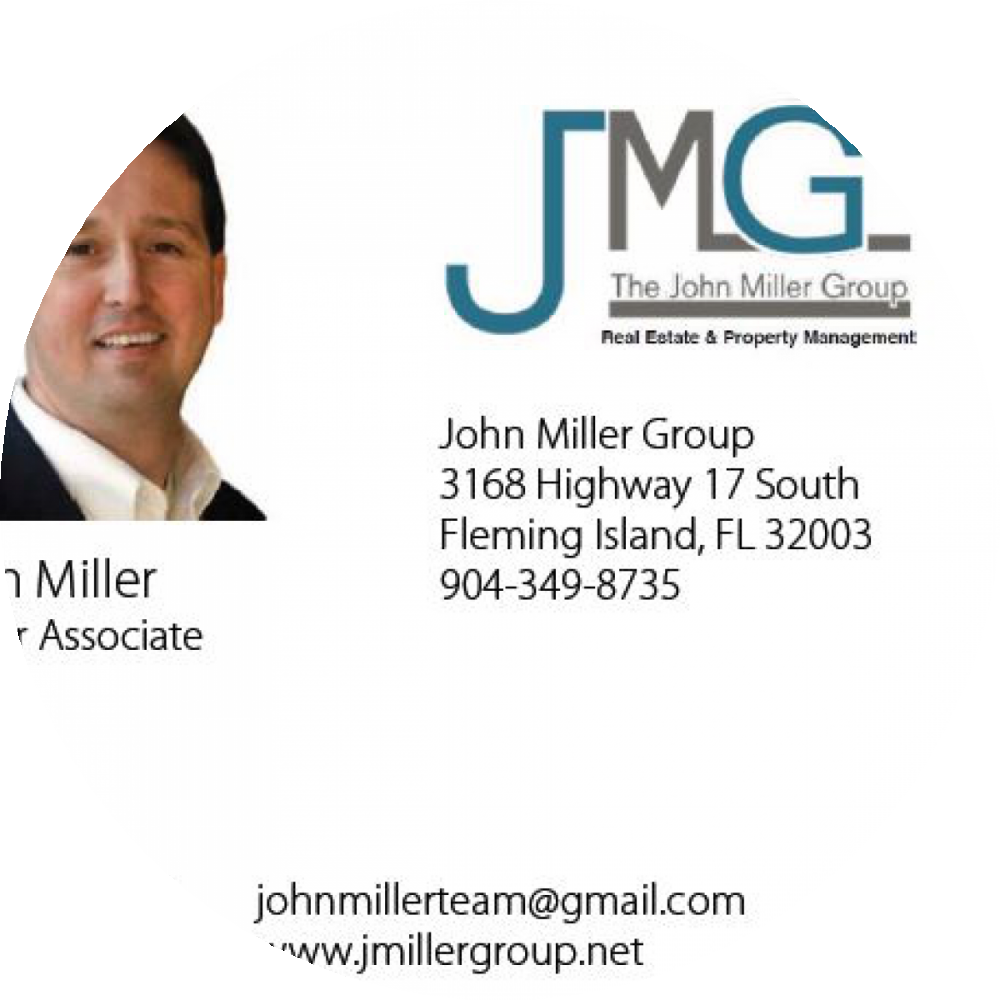 JMG
The John Miller Group
Real Estate & Property Management
John Miller Group
3168 Highway 17 South
Fleming Island, FL 32003
904-349-8735
Miller
Associate
johnmillerteam@gmail.com
www.jmillergroup.net